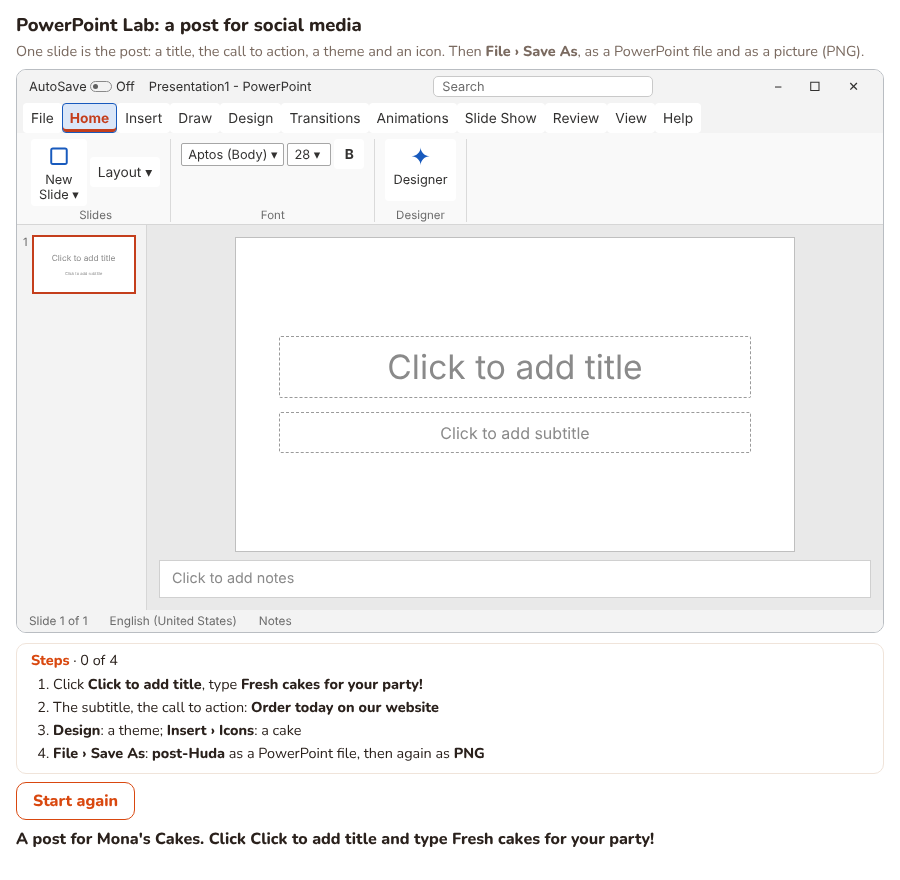 PowerPoint Lab: a post for social media
One slide is the post: a title, the call to action, a theme and an icon. Then File › Save As, as a PowerPoint file and as a picture (PNG).
AutoSave Off Presentation1 - PowerPoint Search
File Home Insert Draw Design Transitions Animations Slide Show Review View Help
New Slide ▾ Layout ▾ Aptos (Body) ▾ 28 ▾ B Designer
Slides Font Designer
1
Click to add title
Click to add subtitle
Click to add title
Click to add subtitle
Click to add notes
Slide 1 of 1 English (United States) Notes
Steps · 0 of 4
1. Click Click to add title, type Fresh cakes for your party!
2. The subtitle, the call to action: Order today on our website
3. Design: a theme; Insert › Icons: a cake
4. File › Save As: post-Huda as a PowerPoint file, then again as PNG
Start again
A post for Mona's Cakes. Click Click to add title and type Fresh cakes for your party!